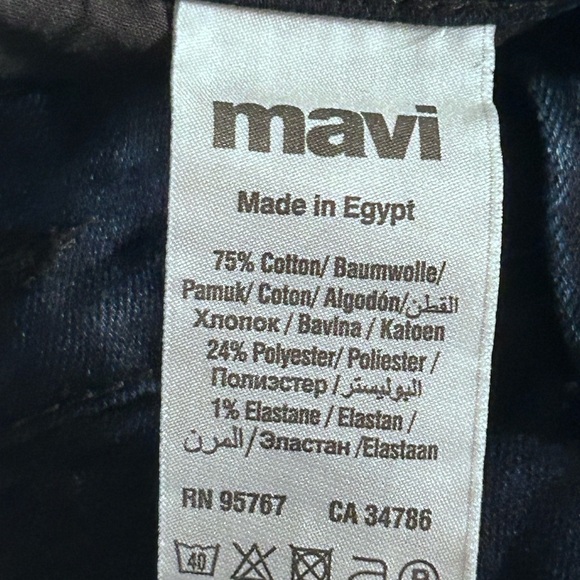 mavi
Made in Egypt
75% Cotton/ Baumwolle/
Pamuk/ Coton/ Algodón/القطن
Хлопок / Bavlna / Katoen
24% Polyester/ Poliester /
Полиэстер /البوليستر/
1% Elastane / Elastan /
المرن/Эластан /Elastaan
RN 95767 CA 34786
40 P